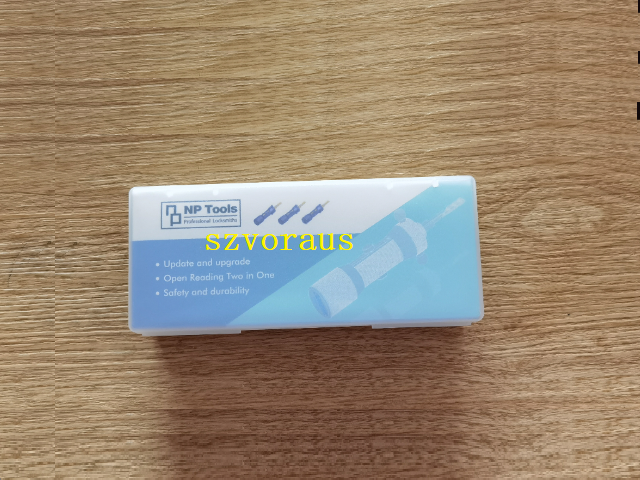 NP Tools
Professional Locksmiths
szvoraus
• Update and upgrade
• Open Reading Two in One
• Safety and durability